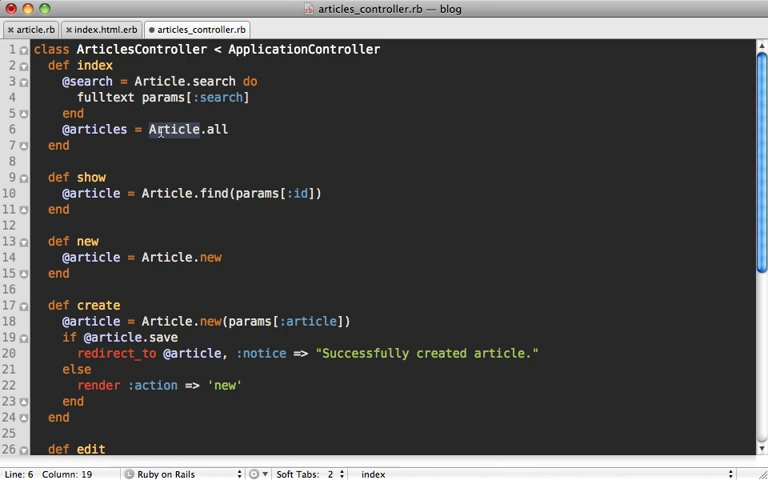 articles_controller.rb — blog
article.rb index.html.erb articles_controller.rb
1 class ArticlesController < ApplicationController
2 def index
3 @search = Article.search do
4 fulltext params[:search]
5 end
6 @articles = Article.all
7 end
8
9 def show
10 @article = Article.find(params[:id])
11 end
12
13 def new
14 @article = Article.new
15 end
16
17 def create
18 @article = Article.new(params[:article])
19 if @article.save
20 redirect_to @article, :notice => "Successfully created article."
21 else
22 render :action => 'new'
23 end
24 end
25
26 def edit
Line: 6 Column: 19 Ruby on Rails Soft Tabs: 2 index